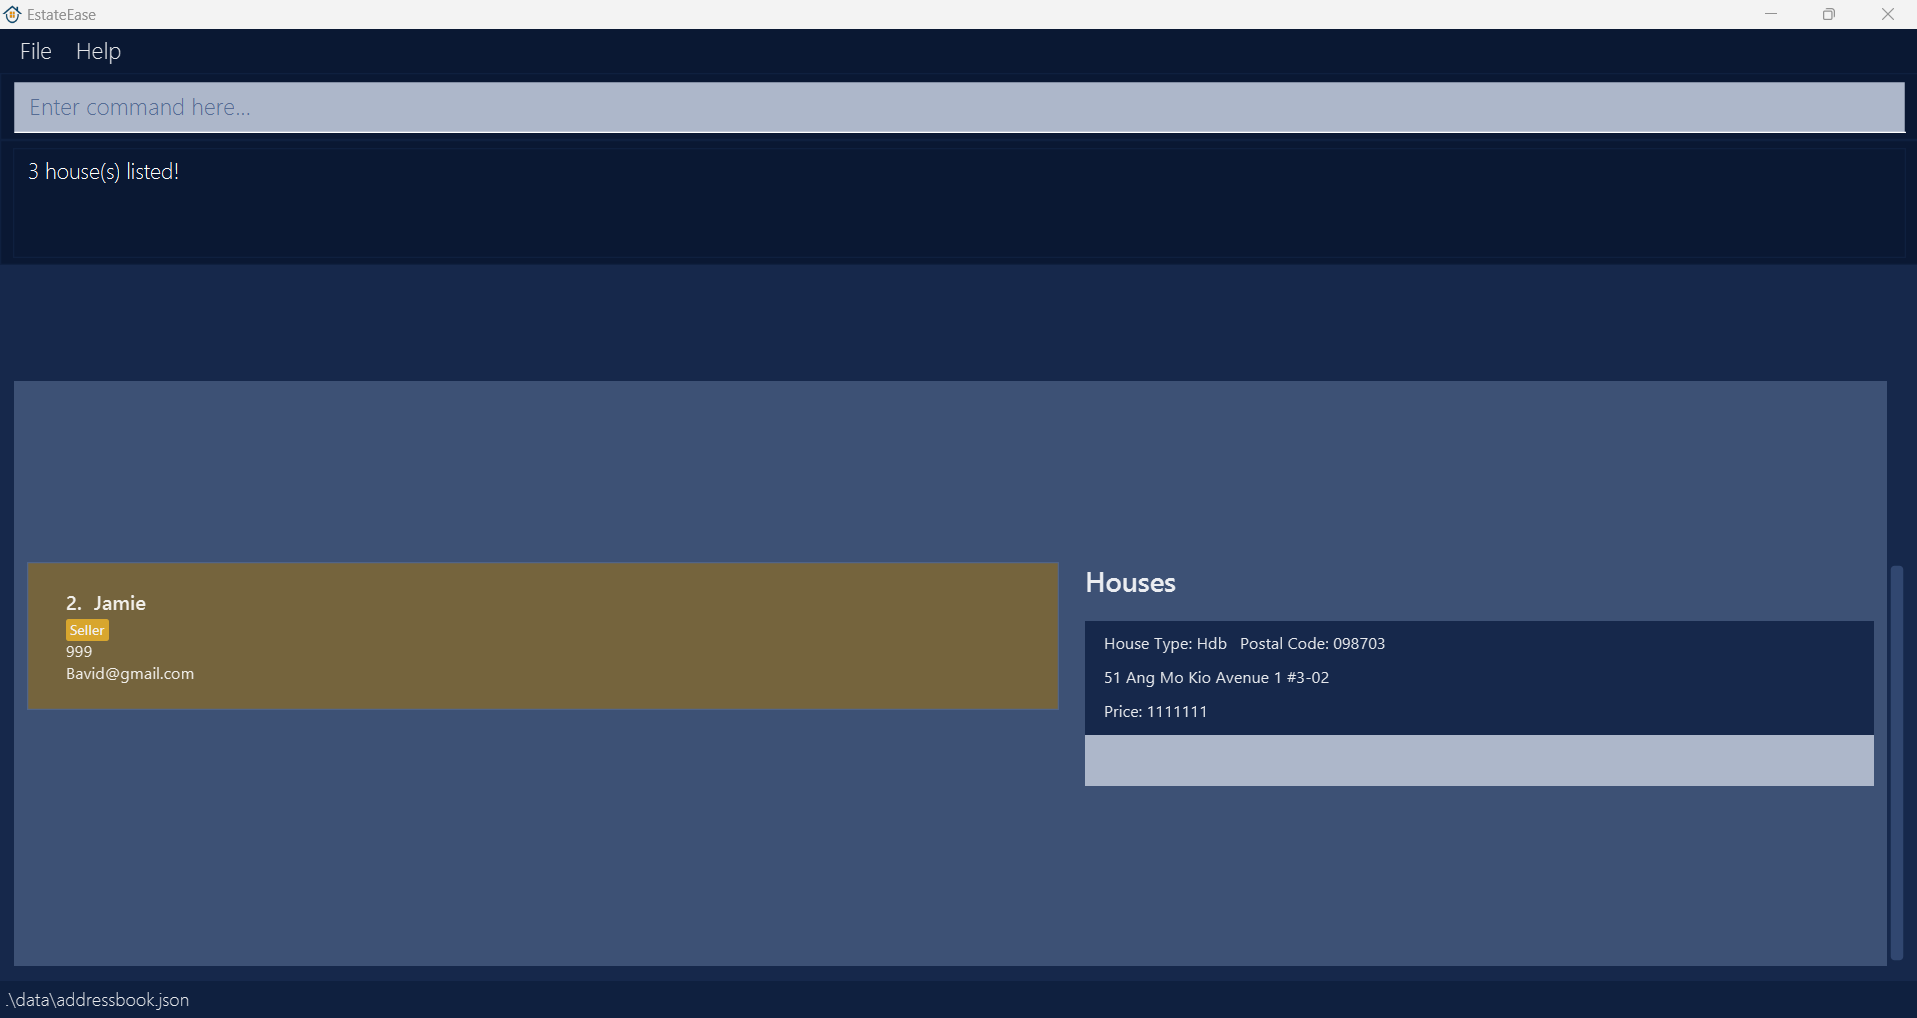 EstateEase
File Help
Enter command here...
3 house(s) listed!
2. Jamie
Seller
999
Bavid@gmail.com
Houses
House Type: Hdb Postal Code: 098703
51 Ang Mo Kio Avenue 1 #3-02
Price: 1111111
.\data\addressbook.json